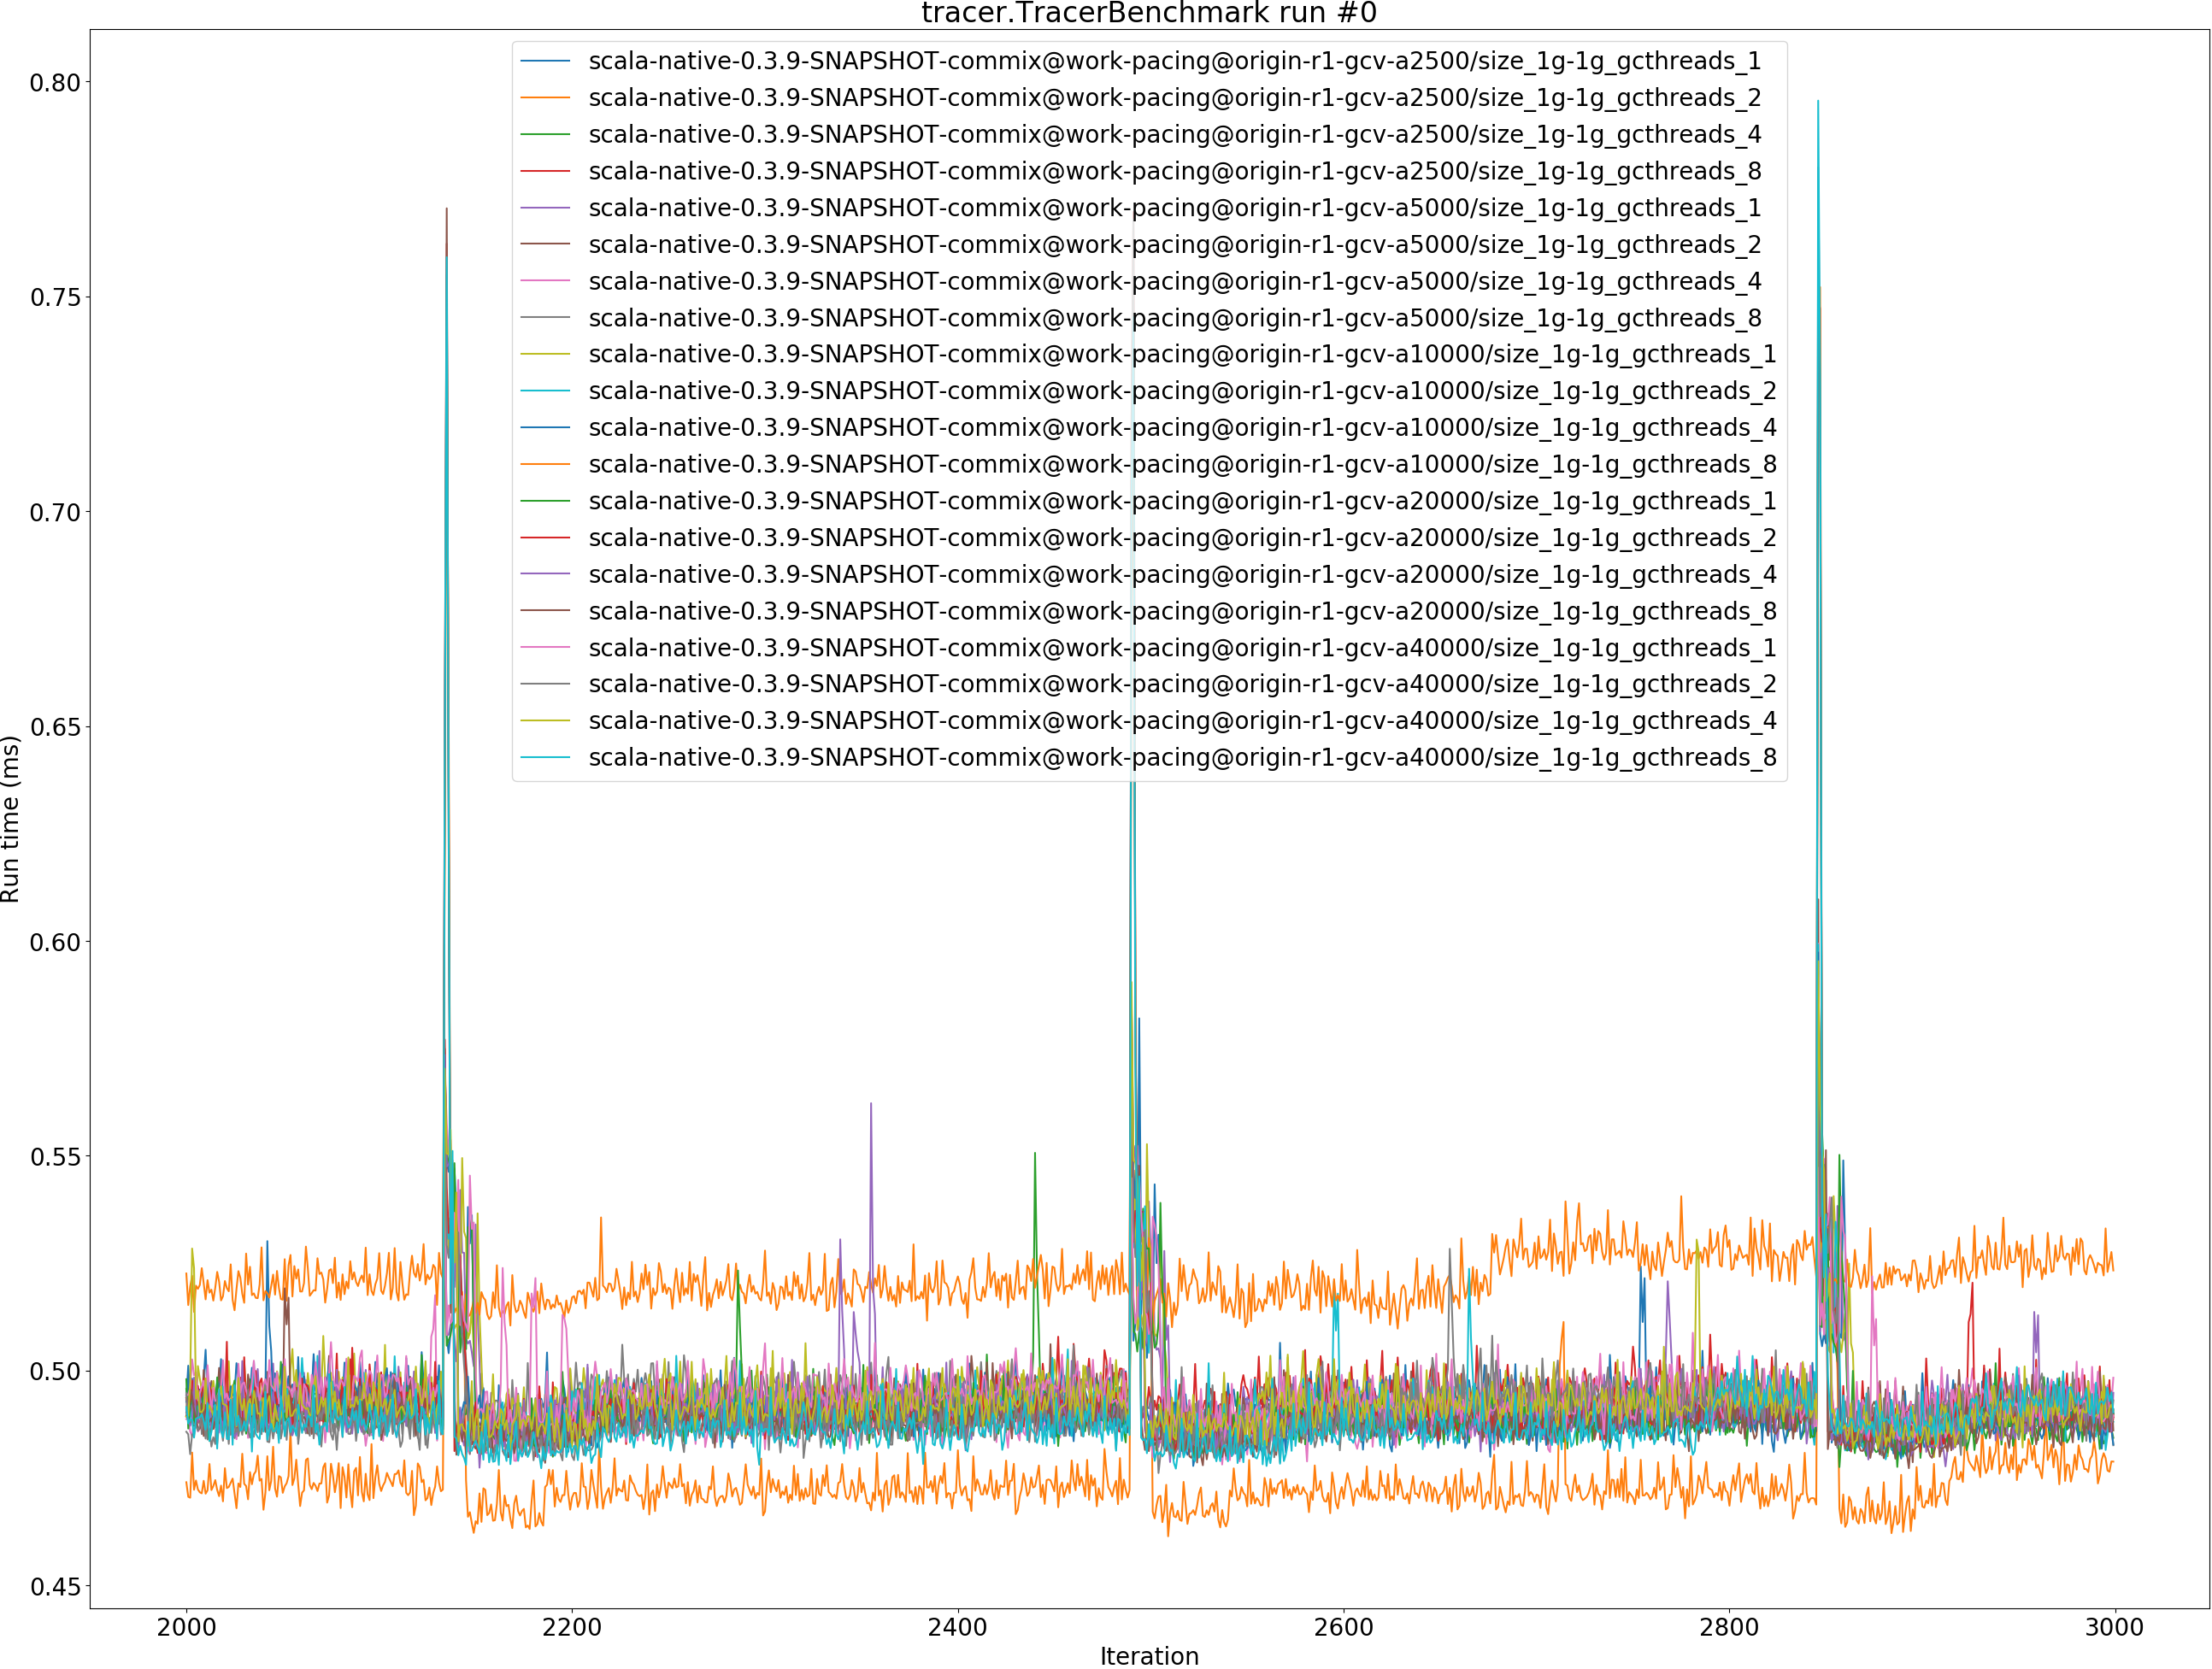 tracer.TracerBenchmark run #0
scala-native-0.3.9-SNAPSHOT-commix@work-pacing@origin-r1-gcv-a2500/size_1g-1g_gcthreads_1
scala-native-0.3.9-SNAPSHOT-commix@work-pacing@origin-r1-gcv-a2500/size_1g-1g_gcthreads_2
scala-native-0.3.9-SNAPSHOT-commix@work-pacing@origin-r1-gcv-a2500/size_1g-1g_gcthreads_4
scala-native-0.3.9-SNAPSHOT-commix@work-pacing@origin-r1-gcv-a2500/size_1g-1g_gcthreads_8
scala-native-0.3.9-SNAPSHOT-commix@work-pacing@origin-r1-gcv-a5000/size_1g-1g_gcthreads_1
scala-native-0.3.9-SNAPSHOT-commix@work-pacing@origin-r1-gcv-a5000/size_1g-1g_gcthreads_2
scala-native-0.3.9-SNAPSHOT-commix@work-pacing@origin-r1-gcv-a5000/size_1g-1g_gcthreads_4
scala-native-0.3.9-SNAPSHOT-commix@work-pacing@origin-r1-gcv-a5000/size_1g-1g_gcthreads_8
scala-native-0.3.9-SNAPSHOT-commix@work-pacing@origin-r1-gcv-a10000/size_1g-1g_gcthreads_1
scala-native-0.3.9-SNAPSHOT-commix@work-pacing@origin-r1-gcv-a10000/size_1g-1g_gcthreads_2
scala-native-0.3.9-SNAPSHOT-commix@work-pacing@origin-r1-gcv-a10000/size_1g-1g_gcthreads_4
scala-native-0.3.9-SNAPSHOT-commix@work-pacing@origin-r1-gcv-a10000/size_1g-1g_gcthreads_8
scala-native-0.3.9-SNAPSHOT-commix@work-pacing@origin-r1-gcv-a20000/size_1g-1g_gcthreads_1
scala-native-0.3.9-SNAPSHOT-commix@work-pacing@origin-r1-gcv-a20000/size_1g-1g_gcthreads_2
scala-native-0.3.9-SNAPSHOT-commix@work-pacing@origin-r1-gcv-a20000/size_1g-1g_gcthreads_4
scala-native-0.3.9-SNAPSHOT-commix@work-pacing@origin-r1-gcv-a20000/size_1g-1g_gcthreads_8
scala-native-0.3.9-SNAPSHOT-commix@work-pacing@origin-r1-gcv-a40000/size_1g-1g_gcthreads_1
scala-native-0.3.9-SNAPSHOT-commix@work-pacing@origin-r1-gcv-a40000/size_1g-1g_gcthreads_2
scala-native-0.3.9-SNAPSHOT-commix@work-pacing@origin-r1-gcv-a40000/size_1g-1g_gcthreads_4
scala-native-0.3.9-SNAPSHOT-commix@work-pacing@origin-r1-gcv-a40000/size_1g-1g_gcthreads_8
Run time (ms)
0.80
0.75
0.70
0.65
0.60
0.55
0.50
0.45
2000
2200
2400
2600
2800
3000
Iteration